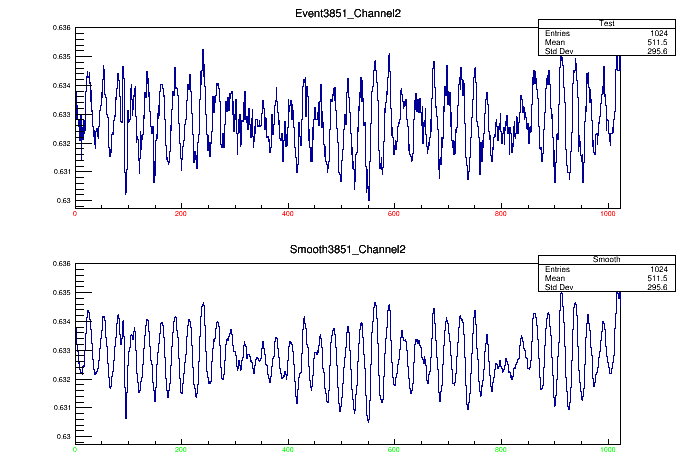 Event3851_Channel2
Test
Entries 1024
Mean 511.5
Std Dev 295.6
0.636
0.635
0.634
0.633
0.632
0.631
0.63
0 200 400 600 800 1000
Smooth3851_Channel2
Smooth
Entries 1024
Mean 511.5
Std Dev 295.6
0.636
0.635
0.634
0.633
0.632
0.631
0.63
0 200 400 600 800 1000